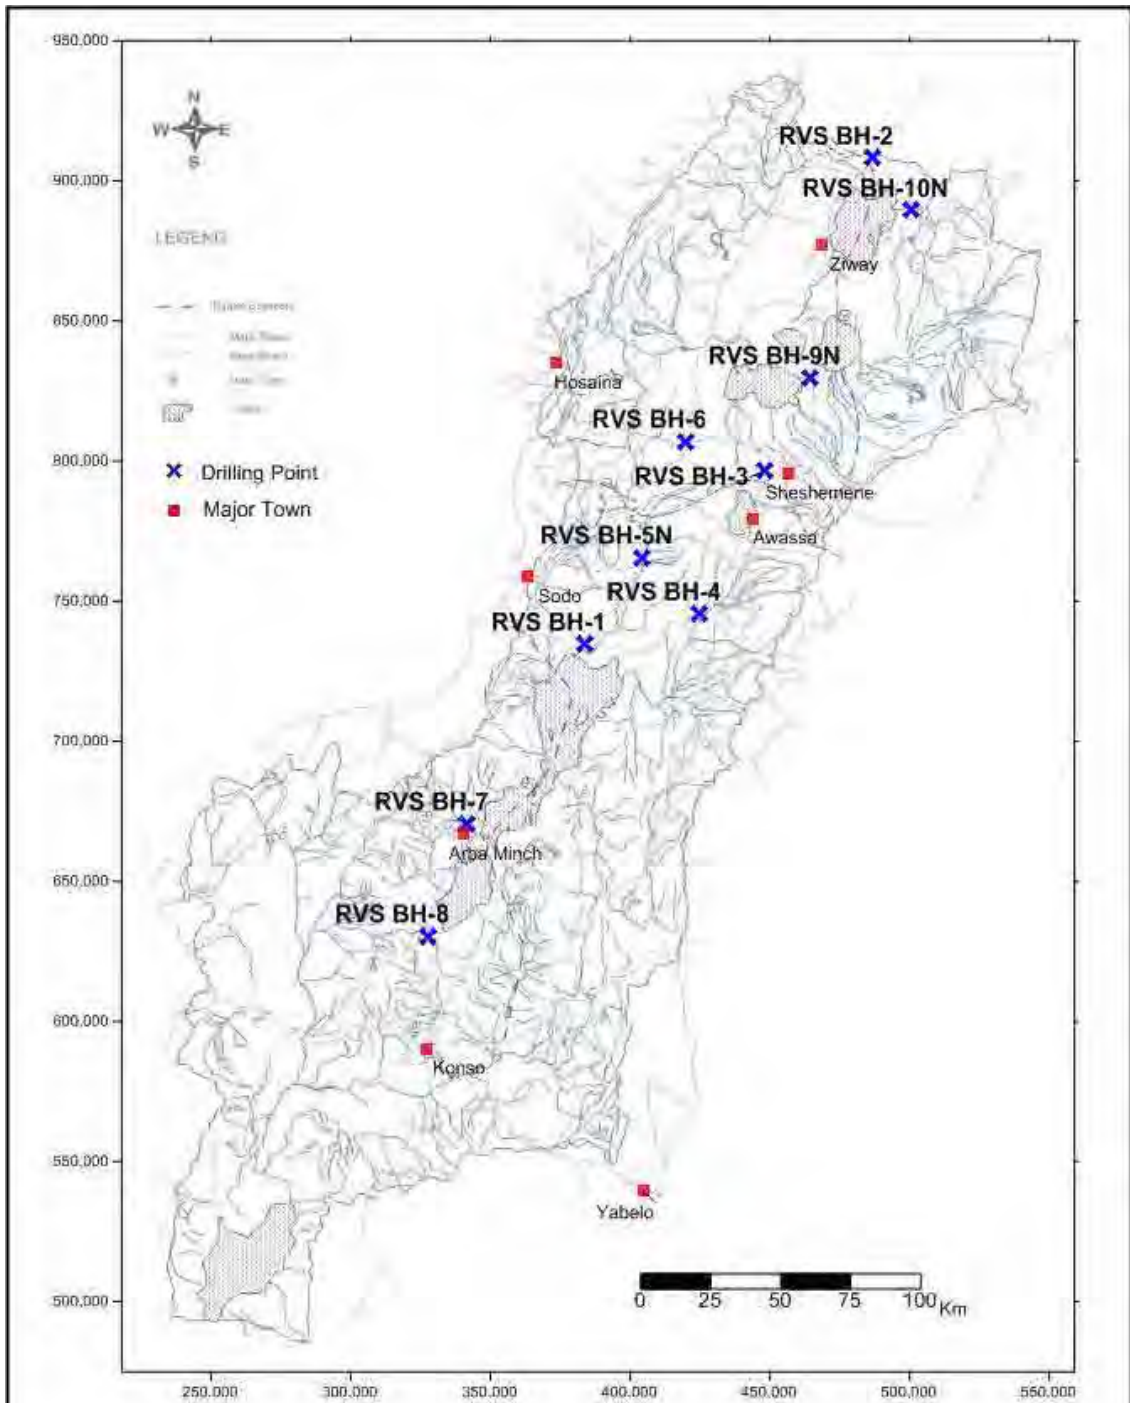 950.000
N
W E
S
RVS BH-2
900.000
RVS BH-10N
LEGEND
Ziway
850.000
RVS BH-9N
Hosaina
RVS BH-6
800.000
Drilling Point
RVS BH-3
Sheshemene
Major Town
RVS BH-5N
Awassa
750.000
Sodo
RVS BH-4
RVS BH-1
700.000
RVS BH-7
Arba Minch
650.000
RVS BH-8
600.000
Konso
550.000
Yabelo
500.000
0 25 50 75 100 Km
250.000 300.000 350.000 400.000 450.000 500.000 550.000